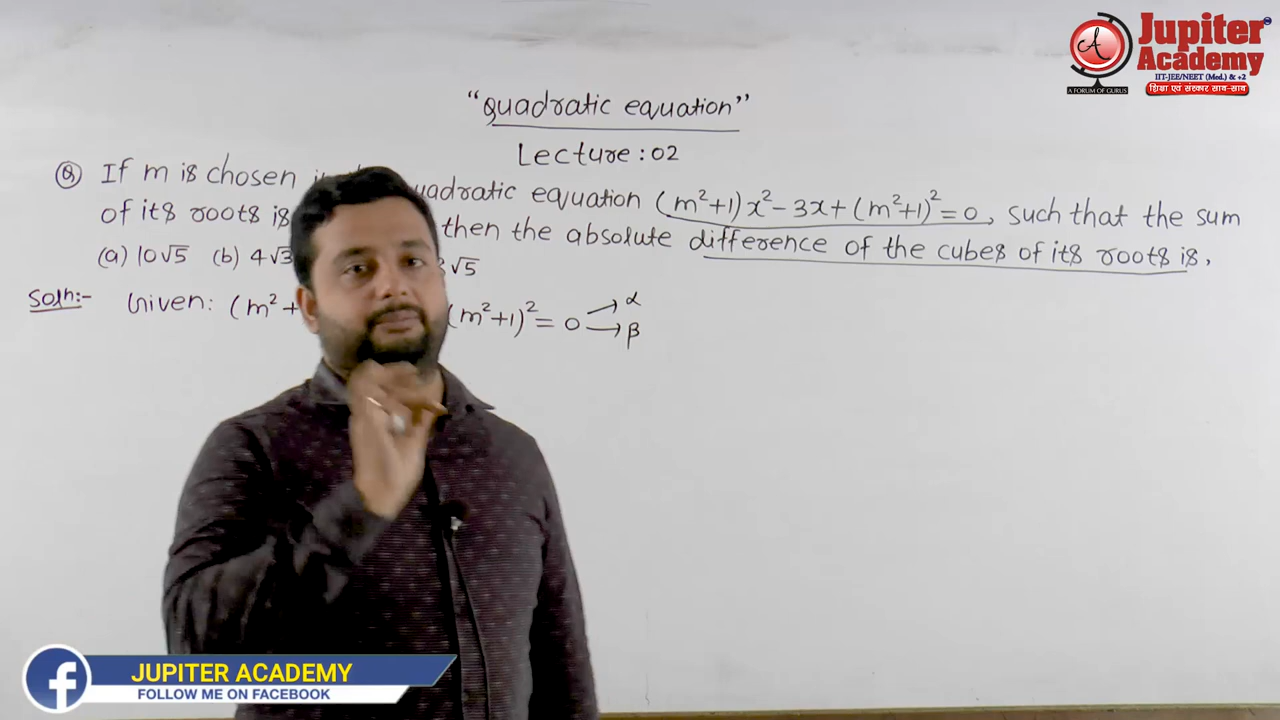 Jupiter
Academy
IIT-JEE/NEET (Med.) & +2
A FORUM OF GURUS
शिक्षा एवं संस्कार साथ-साथ
"Quadratic equation"
Lecture: 02
Q If m is chosen quadratic equation (m²+1)x² - 3x + (m²+1)² = 0, such that the sum
of its roots is then the absolute difference of the cubes of its roots is.
(a) 10√5 (b) 4√3 √5
Soln:- Given: (m²+ (m²+1)² = 0 → α
→ β
f
JUPITER ACADEMY
FOLLOW ME ON FACEBOOK